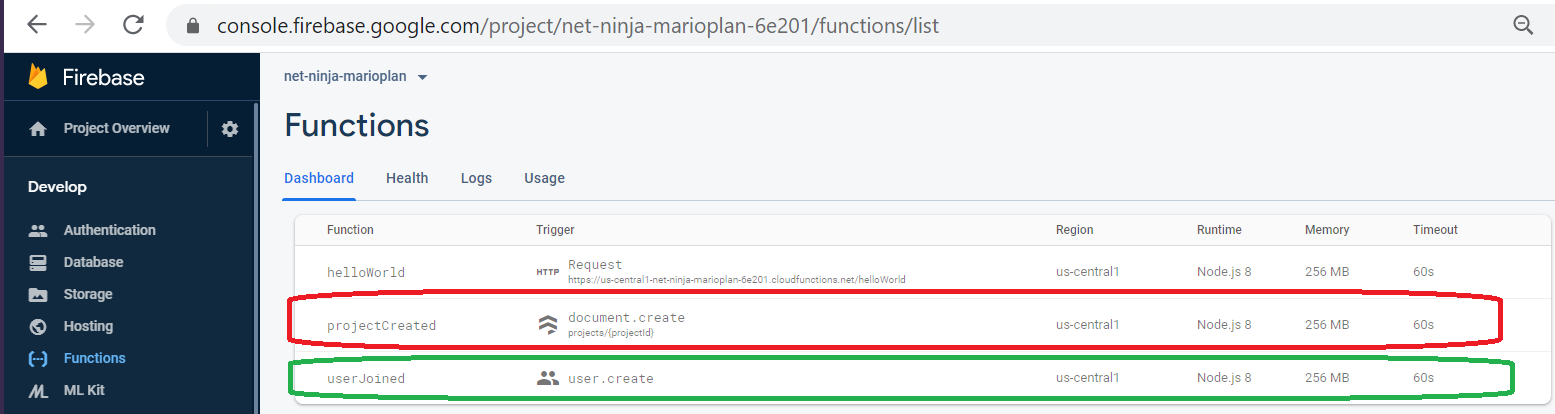 console.firebase.google.com/project/net-ninja-marioplan-6e201/functions/list
Firebase
net-ninja-marioplan
Project Overview
Functions
Develop
Dashboard Health Logs Usage
Authentication
Database
Storage
Hosting
Functions
ML Kit
Function Trigger Region Runtime Memory Timeout
helloWorld HTTP Request us-central1 Node.js 8 256 MB 60s
https://us-central1-net-ninja-marioplan-6e201.cloudfunctions.net/helloWorld
projectCreated document.create us-central1 Node.js 8 256 MB 60s
projects/{projectId}
userJoined user.create us-central1 Node.js 8 256 MB 60s